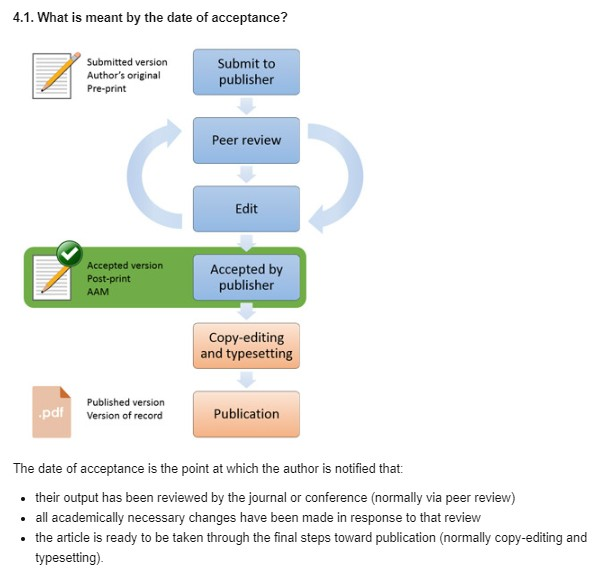 4.1. What is meant by the date of acceptance?
Submitted version
Author's original
Pre-print
Submit to
publisher
Peer review
Edit
Accepted version
Post-print
AAM
Accepted by
publisher
Copy-editing
and typesetting
.pdf
Published version
Version of record
Publication
The date of acceptance is the point at which the author is notified that:
• their output has been reviewed by the journal or conference (normally via peer review)
• all academically necessary changes have been made in response to that review
• the article is ready to be taken through the final steps toward publication (normally copy-editing and
typesetting).